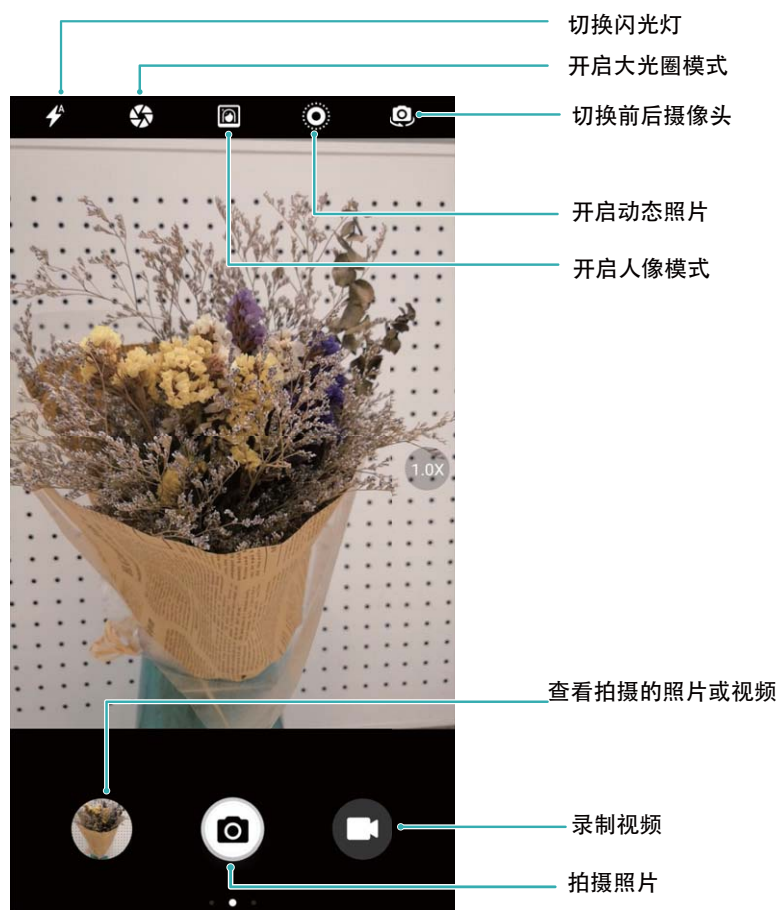 切换闪光灯
开启大光圈模式
A
切换前后摄像头
开启动态照片
开启人像模式
1.0X
查看拍摄的照片或视频
录制视频
拍摄照片